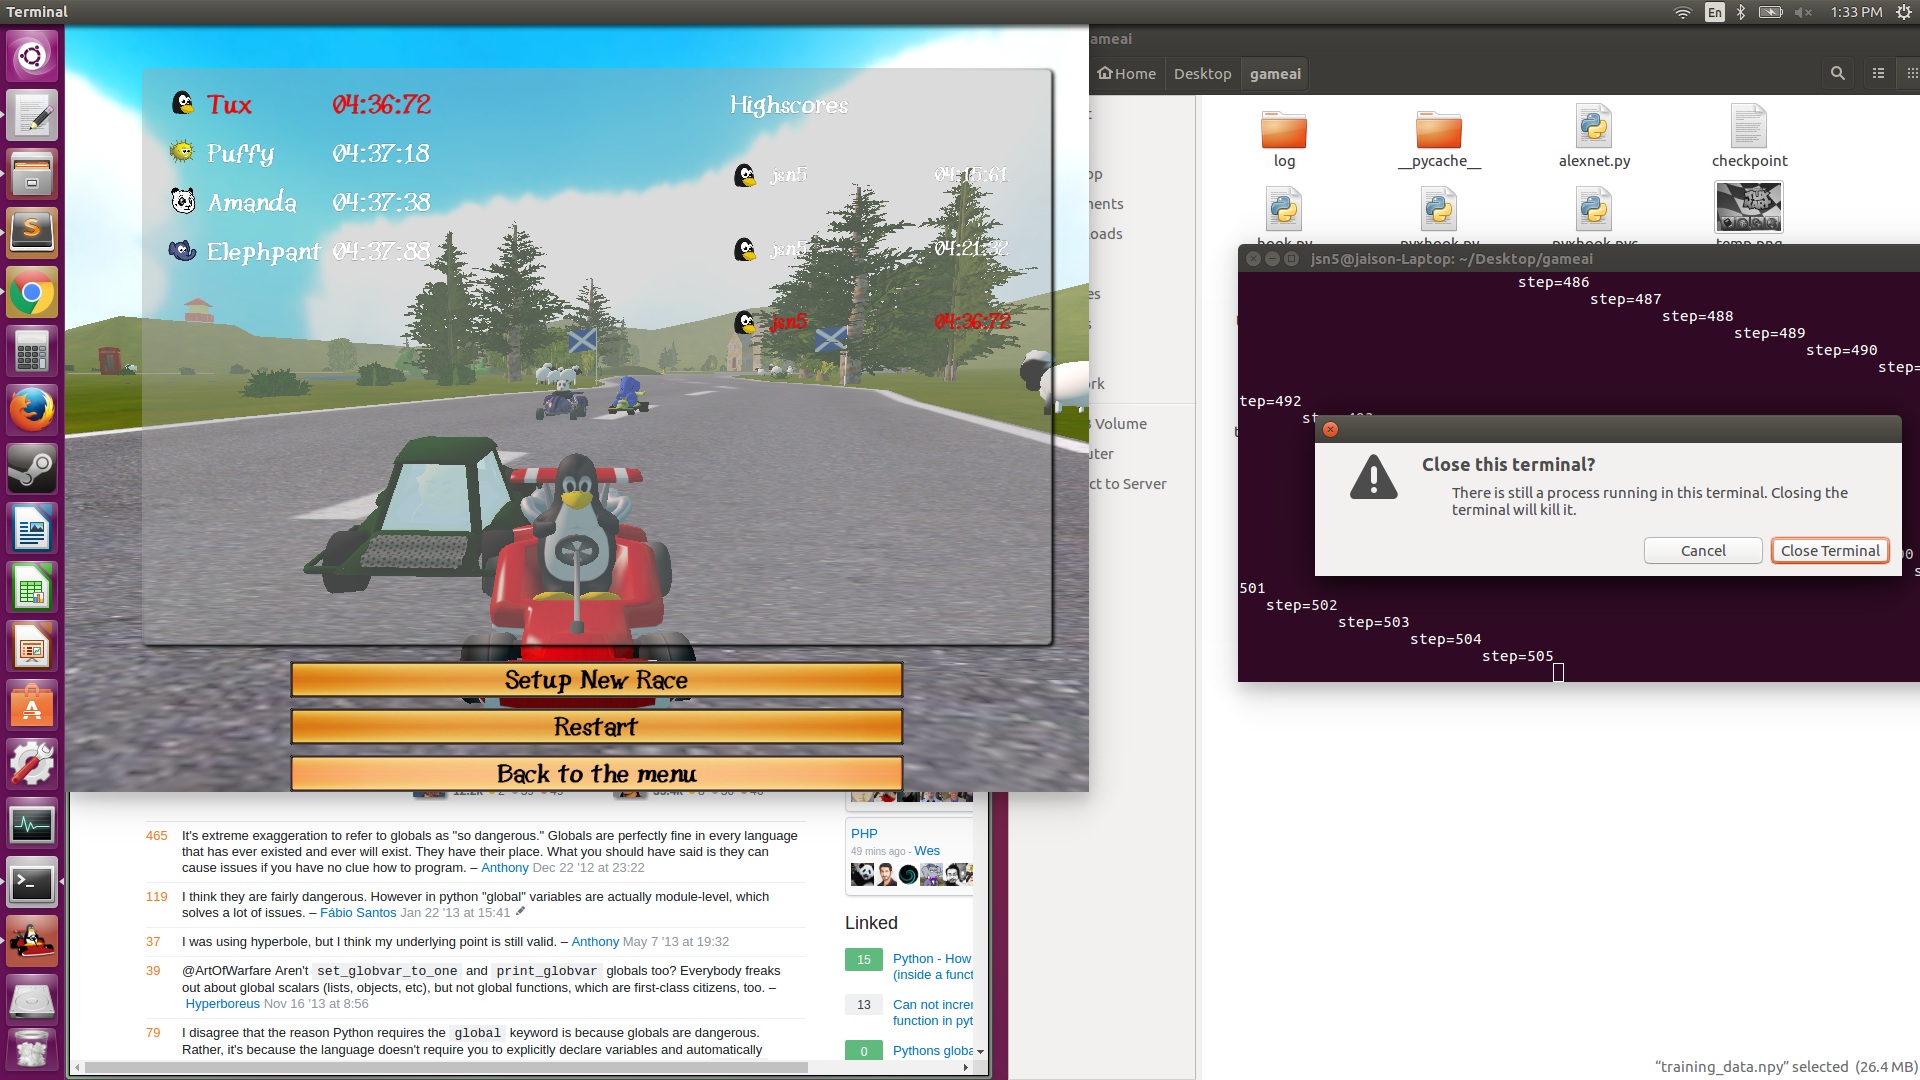 Terminal
En
1:33 PM
Tux 04:36:72
Puffy 04:37:18
Amanda 04:37:38
Elephpant 04:37:88
Highscores
jsn5 04:15:61
jsn5 04:21:32
jsn5 04:36:72
Setup New Race
Restart
Back to the menu
gameai
Home Desktop gameai
log
__pycache__
alexnet.py
checkpoint
Volume
ct to Server
jsn5@jaison-Laptop: ~/Desktop/gameai
step=486
step=487
step=488
step=489
step=490
step=
tep=492
501
step=502
step=503
step=504
step=505
Close this terminal?
There is still a process running in this terminal. Closing the
terminal will kill it.
Cancel
Close Terminal
465 It's extreme exaggeration to refer to globals as "so dangerous." Globals are perfectly fine in every language
that has ever existed and ever will exist. They have their place. What you should have said is they can
cause issues if you have no clue how to program. – Anthony Dec 22 '12 at 23:22
119 I think they are fairly dangerous. However in python "global" variables are actually module-level, which
solves a lot of issues. – Fábio Santos Jan 22 '13 at 15:41
37 I was using hyperbole, but I think my underlying point is still valid. – Anthony May 7 '13 at 19:32
39 @ArtOfWarfare Aren't set_globvar_to_one and print_globvar globals too? Everybody freaks
out about global scalars (lists, objects, etc), but not global functions, which are first-class citizens, too. –
Hyperboreus Nov 16 '13 at 8:56
79 I disagree that the reason Python requires the global keyword is because globals are dangerous.
Rather, it's because the language doesn't require you to explicitly declare variables and automatically
PHP
49 mins ago - Wes
Linked
15 Python - How
(inside a funct
13 Can not increm
function in pyt
0 Pythons globa
"training_data.npy" selected (26.4 MB)